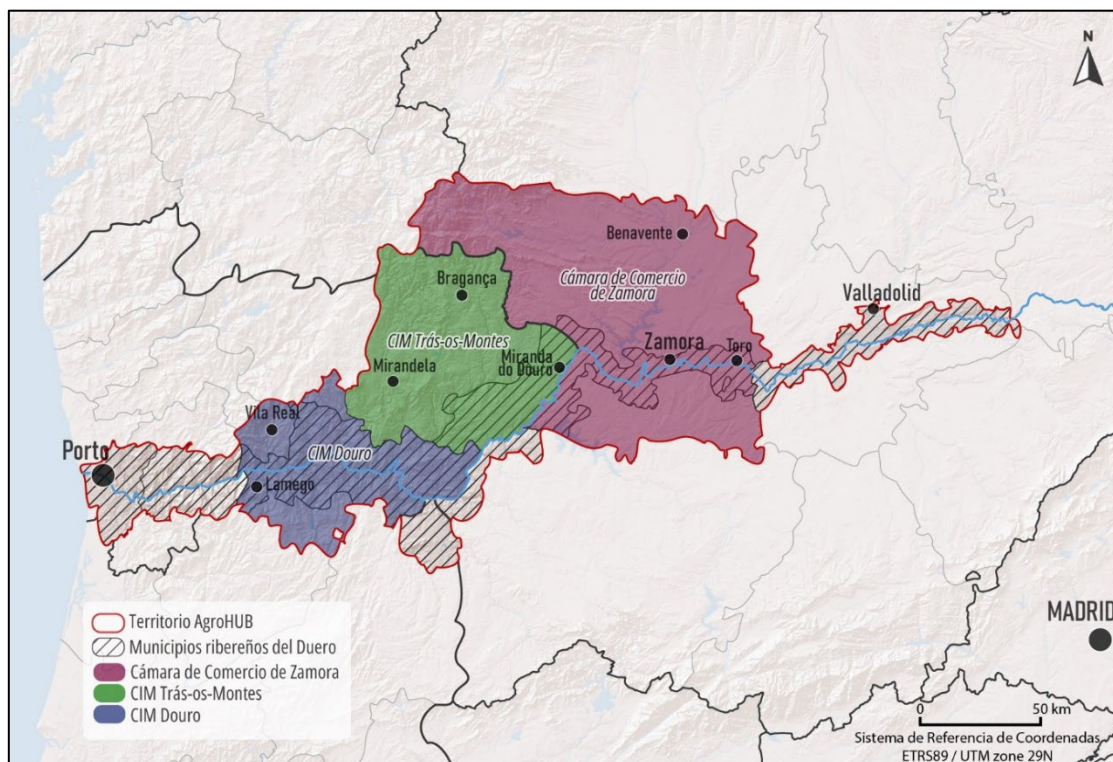 N
Benavente
Cámara de Comercio
de Zamora
Bragança
Valladolid
CIM Trás-os-Montes
Zamora
Toro
Miranda
do Douro
Mirandela
Vila Real
CIM Douro
Porto
Lamego
Territorio AgroHUB
Municipios ribereños del Duero
Cámara de Comercio de Zamora
CIM Trás-os-Montes
CIM Douro
MADRID
0 50 km
Sistema de Referencia de Coordenadas
ETRS89 / UTM zone 29N